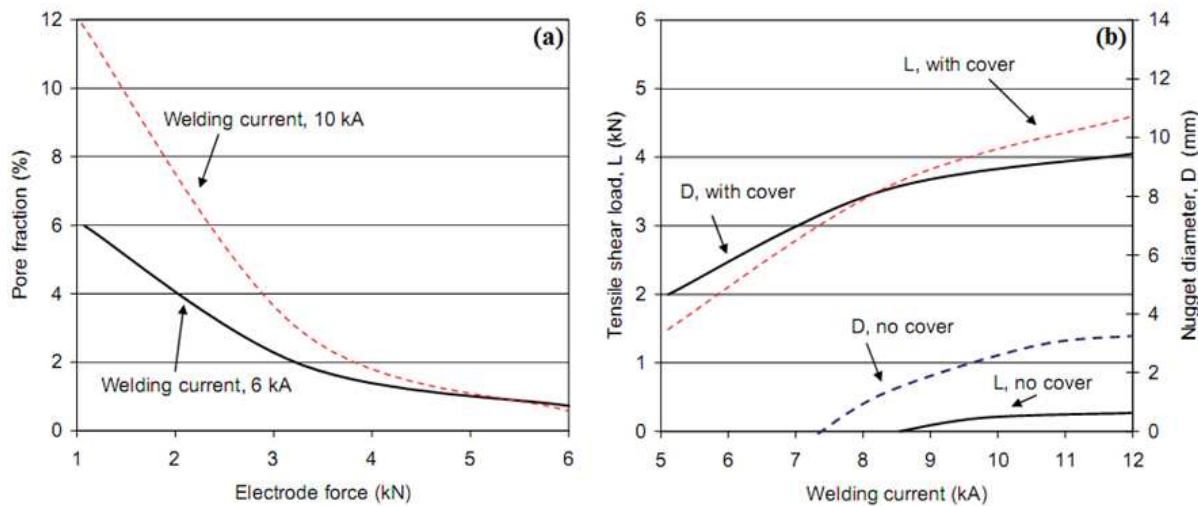 (a)
12
10
8
6
4
2
0
Pore fraction (%)
Welding current, 10 kA
Welding current, 6 kA
1 2 3 4 5 6
Electrode force (kN)
(b)
6
5
4
3
2
1
0
Tensile shear load, L (kN)
L, with cover
D, with cover
D, no cover
L, no cover
14
12
10
8
6
4
2
0
Nugget diameter, D (mm)
5 6 7 8 9 10 11 12
Welding current (kA)